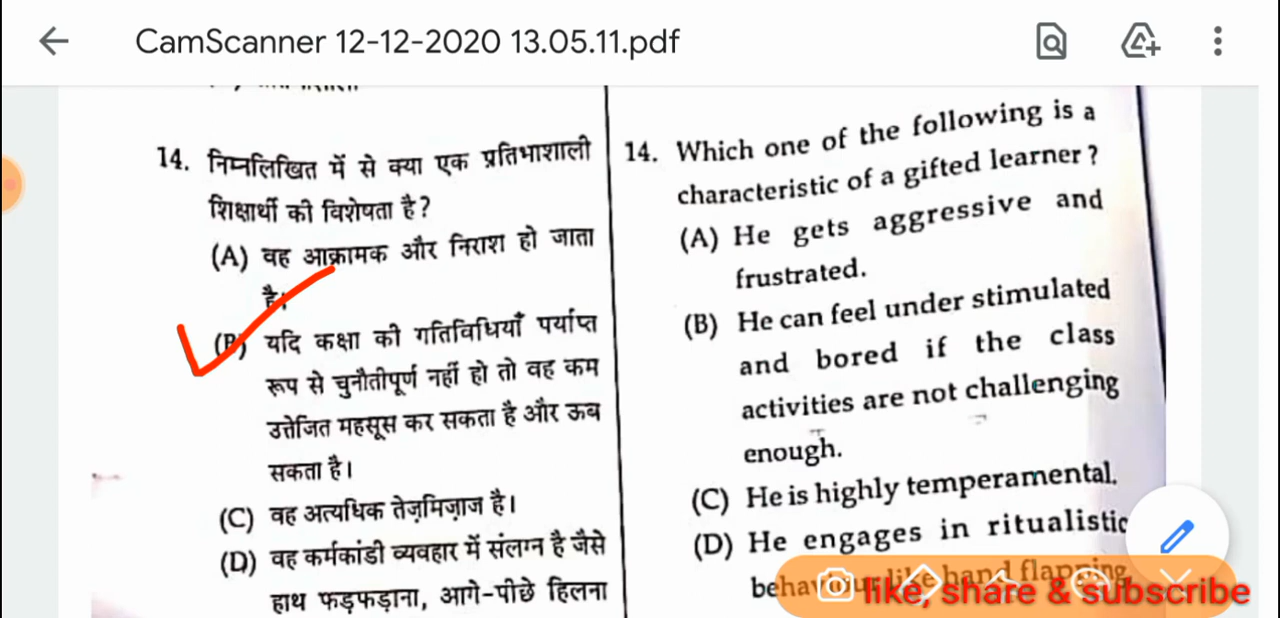 CamScanner 12-12-2020 13.05.11.pdf
14. निम्नलिखित में से क्या एक प्रतिभाशाली
शिक्षार्थी की विशेषता है?
(A) वह आक्रामक और निराश हो जाता
है।
(B) यदि कक्षा की गतिविधियाँ पर्याप्त
रूप से चुनौतीपूर्ण नहीं हो तो वह कम
उत्तेजित महसूस कर सकता है और ऊब
सकता है।
(C) वह अत्यधिक तेज़मिज़ाज है।
(D) वह कर्मकांडी व्यवहार में संलग्न है जैसे
हाथ फड़फड़ाना, आगे-पीछे हिलना
14. Which one of the following is a
characteristic of a gifted learner?
(A) He gets aggressive and
frustrated.
(B) He can feel under stimulated
and bored if the class
activities are not challenging
enough.
(C) He is highly temperamental.
(D) He engages in ritualistic
behaviour like hand flapping
like, share & subscribe